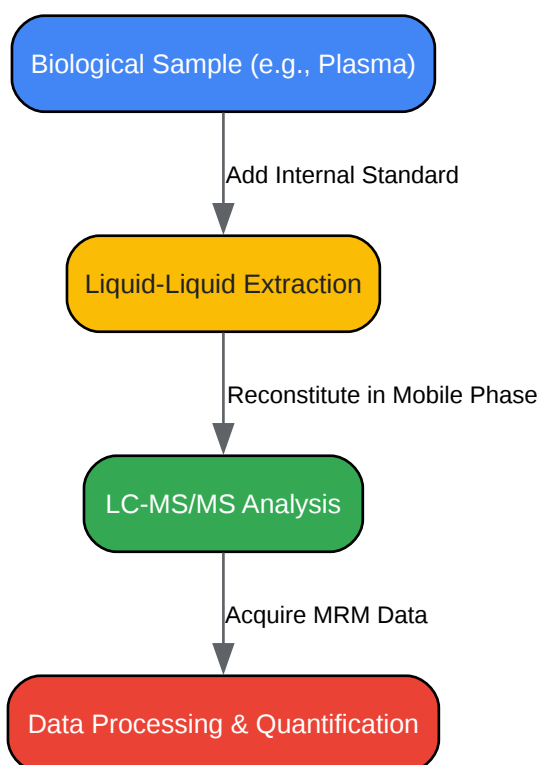 Biological Sample (e.g., Plasma)
Add Internal Standard
Liquid-Liquid Extraction
Reconstitute in Mobile Phase
LC-MS/MS Analysis
Acquire MRM Data
Data Processing & Quantification